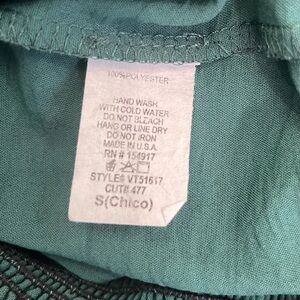 100% POLYESTER
HAND WASH
WITH COLD WATER
DO NOT BLEACH
HANG OR LINE DRY
DO NOT IRON
MADE IN U.S.A.
RN # 154917
STYLE# VT51617
CUT# 477
S(Chico)